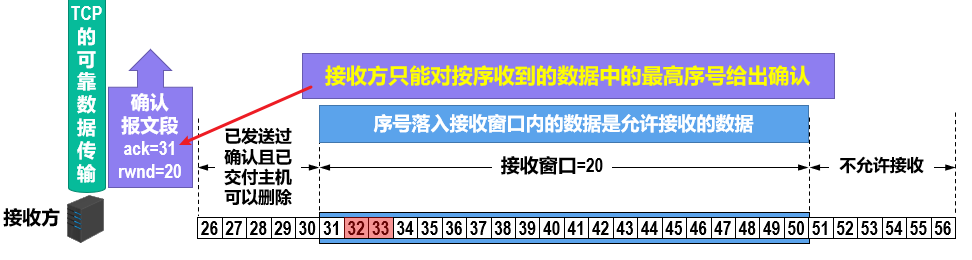 TCP
的
可
靠
数
据
传
输
接收方
确认
报文段
ack=31
rwnd=20
接收方只能对按序收到的数据中的最高序号给出确认
序号落入接收窗口内的数据是允许接收的数据
已发送过
确认且已
交付主机
可以删除
接收窗口=20
不允许接收
26 27 28 29 30 31 32 33 34 35 36 37 38 39 40 41 42 43 44 45 46 47 48 49 50 51 52 53 54 55 56